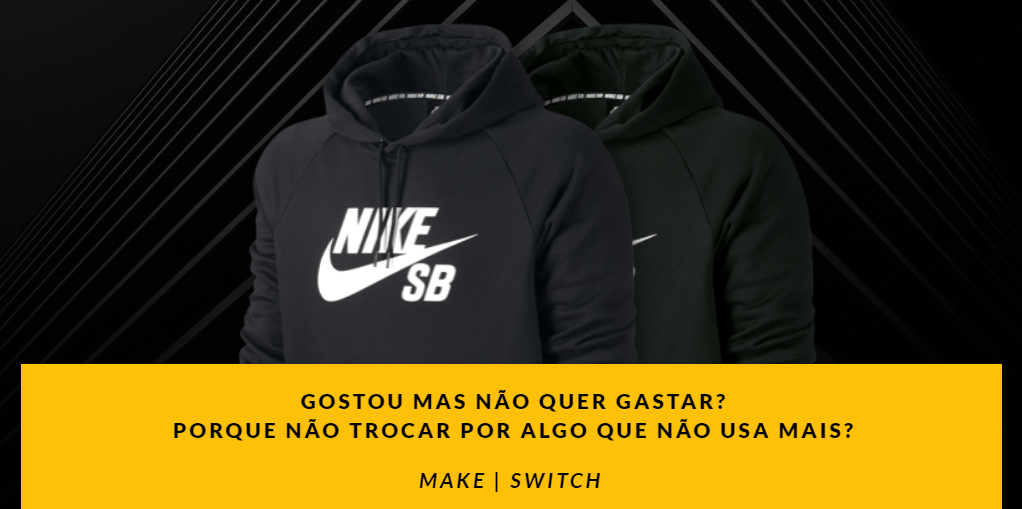 NIKE
SB
GOSTOU MAS NÃO QUER GASTAR?
PORQUE NÃO TROCAR POR ALGO QUE NÃO USA MAIS?
MAKE | SWITCH